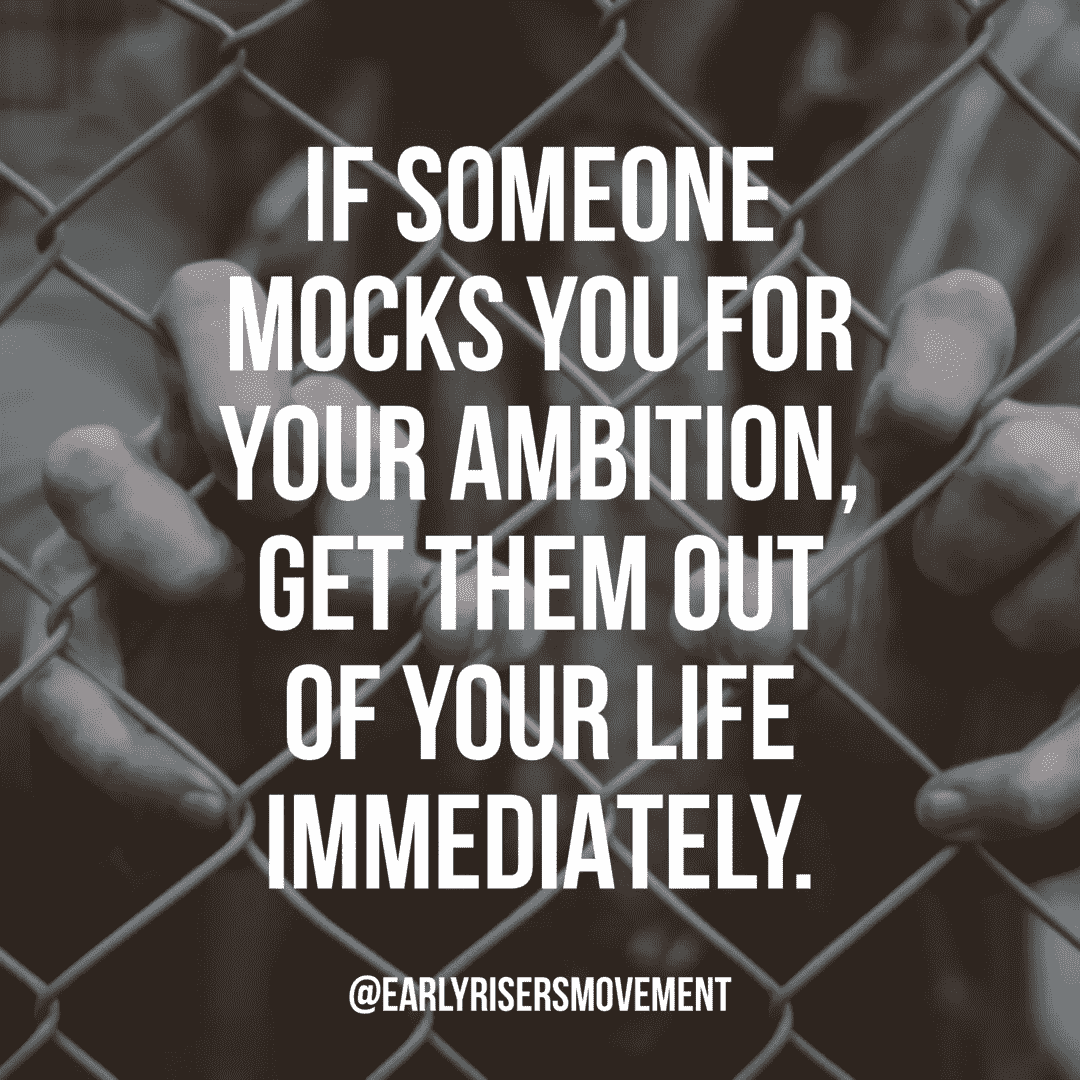 IF SOMEONE
MOCKS YOU FOR
YOUR AMBITION,
GET THEM OUT
OF YOUR LIFE
IMMEDIATELY.
@EARLYRISERSMOVEMENT